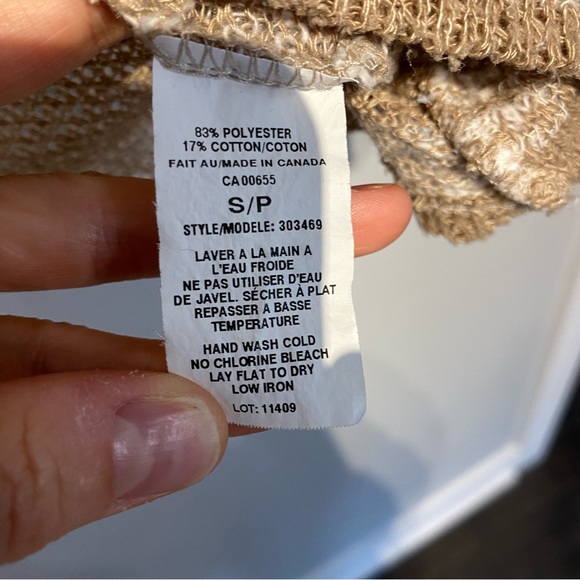 83% POLYESTER
17% COTTON/COTON
FAIT AU/MADE IN CANADA
CA 00655
S/P
STYLE/MODELE: 303469
LAVER A LA MAIN A
L'EAU FROIDE
NE PAS UTILISER D'EAU
DE JAVEL. SÉCHER À PLAT
REPASSER A BASSE
TEMPERATURE
HAND WASH COLD
NO CHLORINE BLEACH
LAY FLAT TO DRY
LOW IRON
LOT: 11409